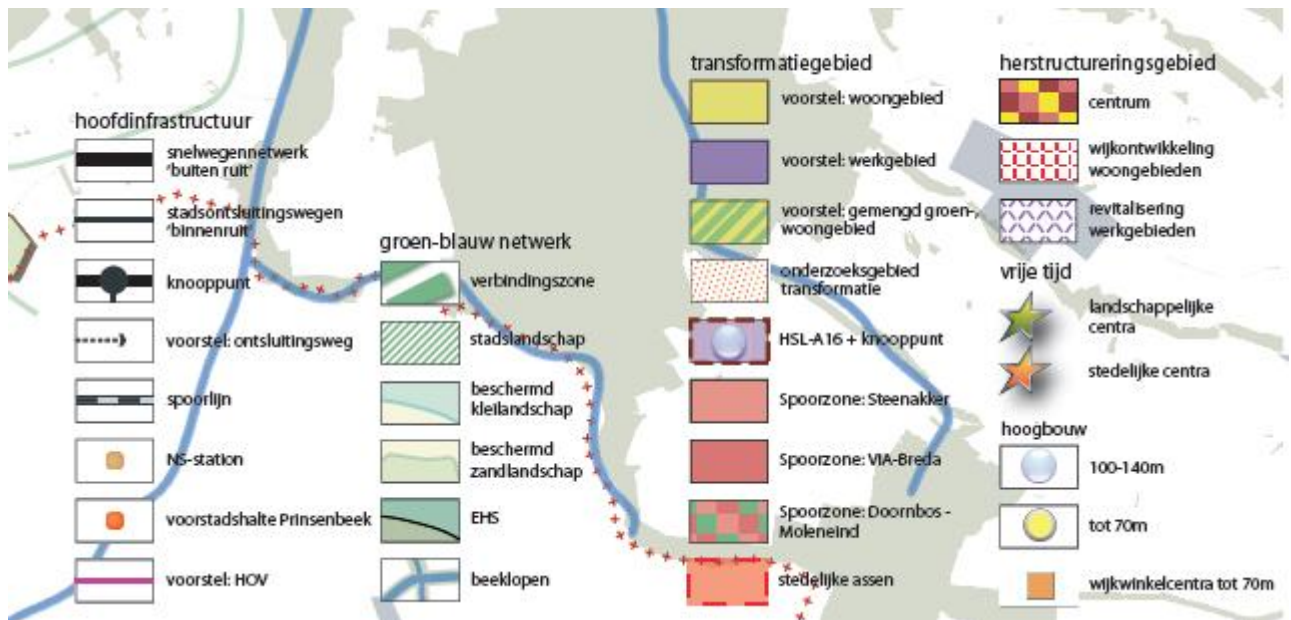 hoofdinfrastructuur
snelwegennetwerk
'buiten ruit'
stadsontsluitingswegen
'binnenruit'
knooppunt
voorstel: ontsluitingsweg
spoorlijn
NS-station
voorstadshalte Prinsenbeek
voorstel: HOV
groen-blauw netwerk
verbindingszone
stadslandschap
beschermd
kleilandschap
beschermd
zandlandschap
EHS
beeklopen
transformatiegebied
voorstel: woongebied
voorstel: werkgebied
voorstel: gemengd groen-
woongebied
onderzoeksgebied
transformatie
HSL-A16 + knooppunt
Spoorzone: Steenakker
Spoorzone: VIA-Breda
Spoorzone: Doornbos -
Moleneind
stedelijke assen
herstructureringsgebied
centrum
wijkontwikkeling
woongebieden
revitalisering
werkgebieden
vrije tijd
landschappelijke
centra
stedelijke centra
hoogbouw
100-140m
tot 70m
wijkwinkelcentra tot 70m